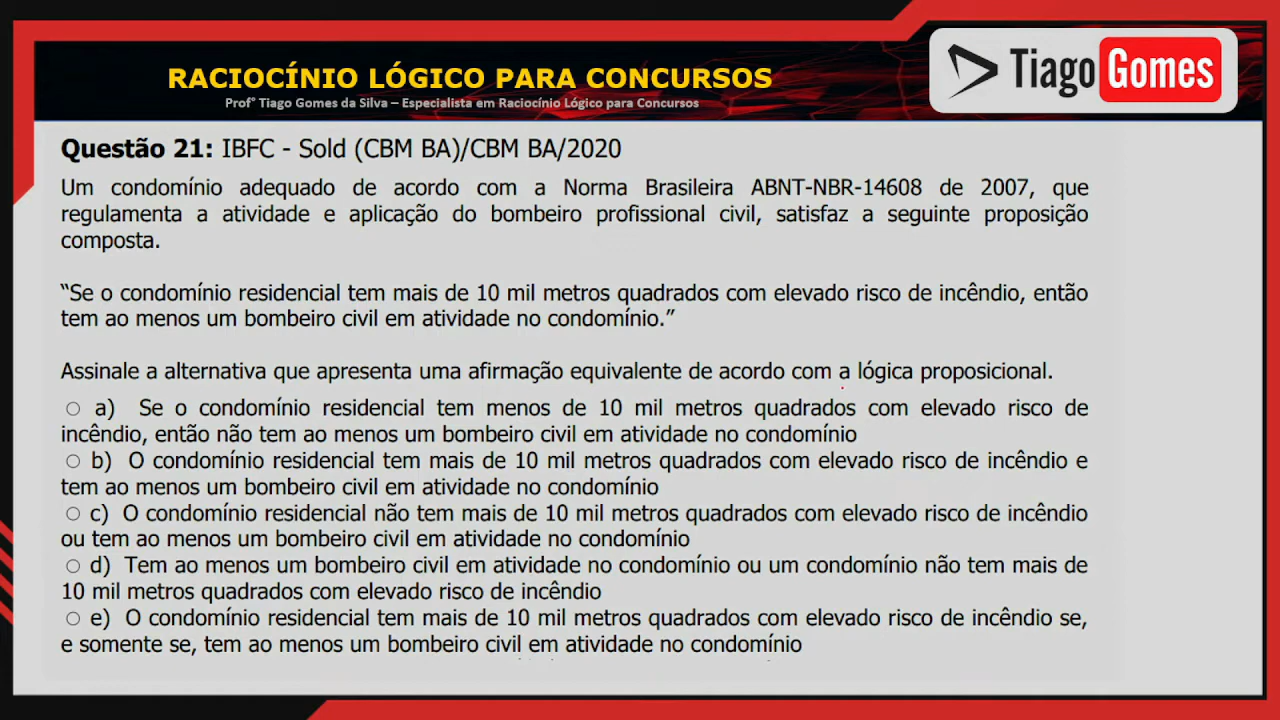 RACIOCÍNIO LÓGICO PARA CONCURSOS
Prof° Tiago Gomes da Silva – Especialista em Raciocínio Lógico para Concursos
Tiago Gomes
Questão 21: IBFC - Sold (CBM BA)/CBM BA/2020
Um condomínio adequado de acordo com a Norma Brasileira ABNT-NBR-14608 de 2007, que
regulamenta a atividade e aplicação do bombeiro profissional civil, satisfaz a seguinte proposição
composta.
“Se o condomínio residencial tem mais de 10 mil metros quadrados com elevado risco de incêndio, então
tem ao menos um bombeiro civil em atividade no condomínio.”
Assinale a alternativa que apresenta uma afirmação equivalente de acordo com a lógica proposicional.
a) Se o condomínio residencial tem menos de 10 mil metros quadrados com elevado risco de
incêndio, então não tem ao menos um bombeiro civil em atividade no condomínio
b) O condomínio residencial tem mais de 10 mil metros quadrados com elevado risco de incêndio e
tem ao menos um bombeiro civil em atividade no condomínio
c) O condomínio residencial não tem mais de 10 mil metros quadrados com elevado risco de incêndio
ou tem ao menos um bombeiro civil em atividade no condomínio
d) Tem ao menos um bombeiro civil em atividade no condomínio ou um condomínio não tem mais de
10 mil metros quadrados com elevado risco de incêndio
e) O condomínio residencial tem mais de 10 mil metros quadrados com elevado risco de incêndio se,
e somente se, tem ao menos um bombeiro civil em atividade no condomínio